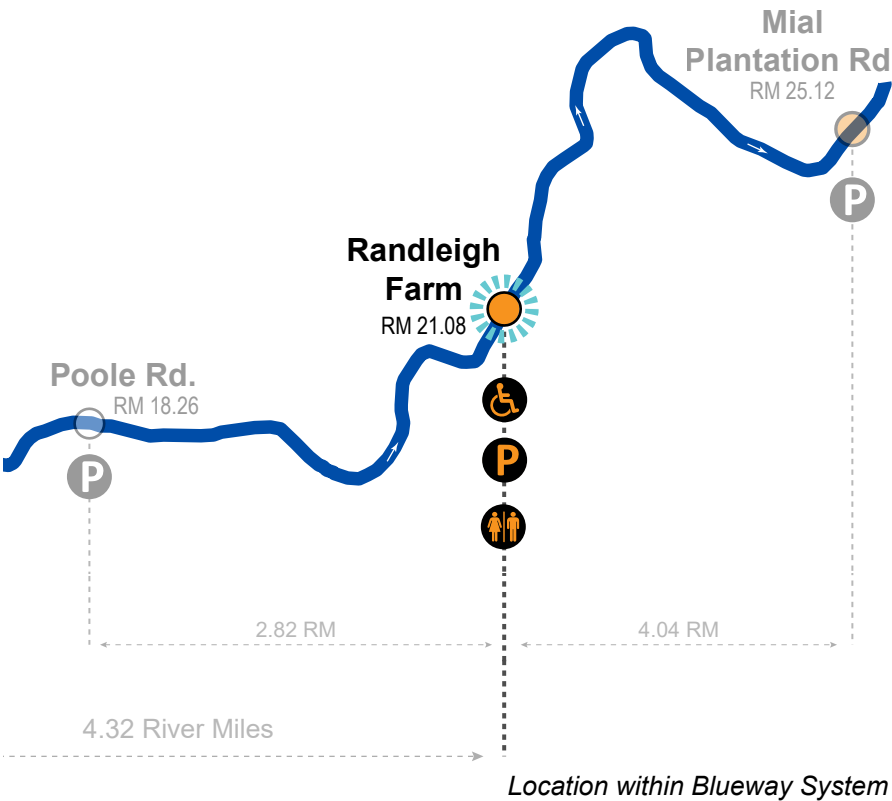 Mial
Plantation Rd
RM 25.12
P
Randleigh
Farm
RM 21.08
Poole Rd.
RM 18.26
P
P
2.82 RM
4.04 RM
4.32 River Miles
Location within Blueway System